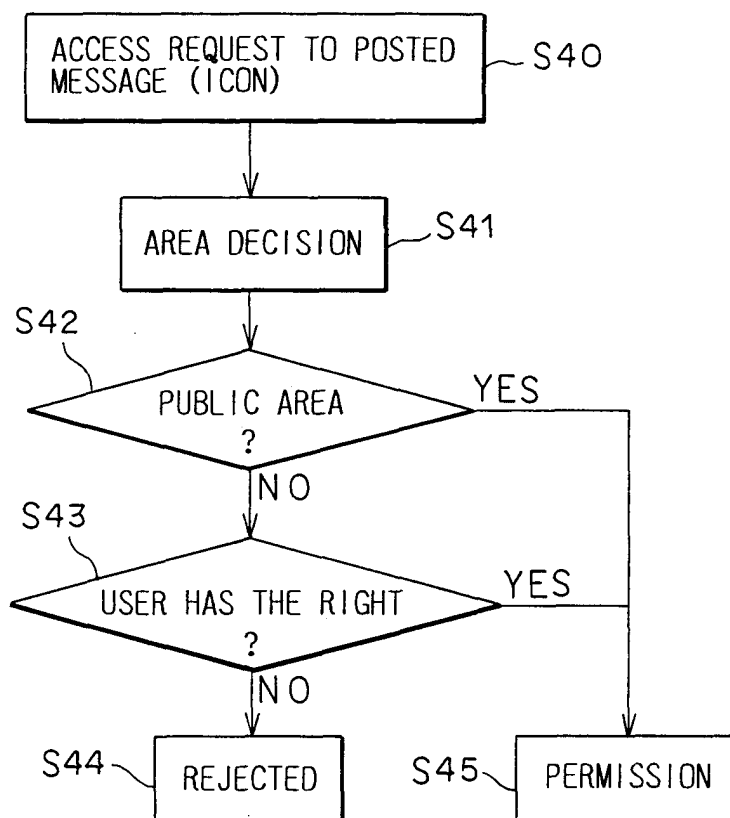 ACCESS REQUEST TO POSTED
MESSAGE (ICON)
S40
AREA DECISION
S41
S42
PUBLIC AREA
?
YES
NO
S43
USER HAS THE RIGHT
?
YES
NO
S44
REJECTED
S45
PERMISSION